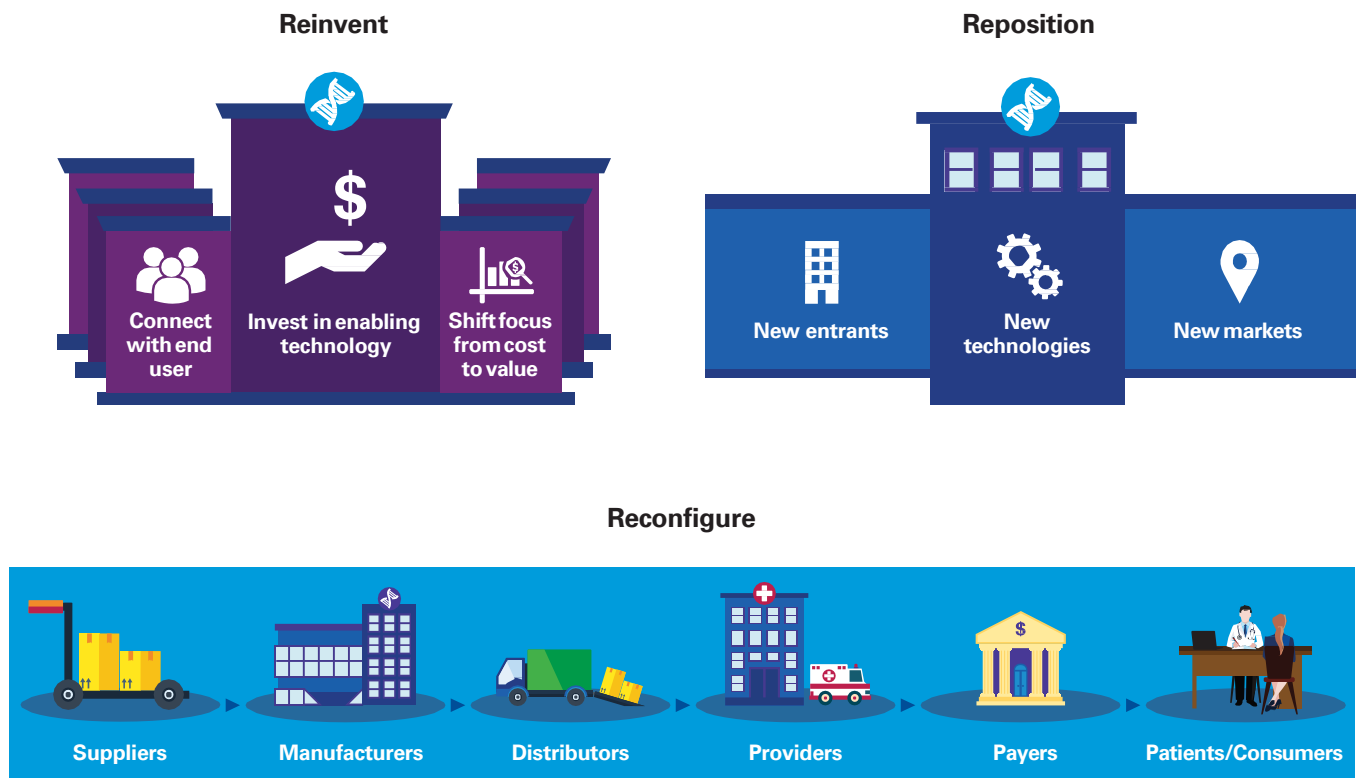 Reinvent
$
Connect
with end
user
Invest in enabling
technology
$
Shift focus
from cost
to value
Reposition
New entrants
New
technologies
New markets
Reconfigure
$
Suppliers
Manufacturers
Distributors
Providers
Payers
Patients/Consumers